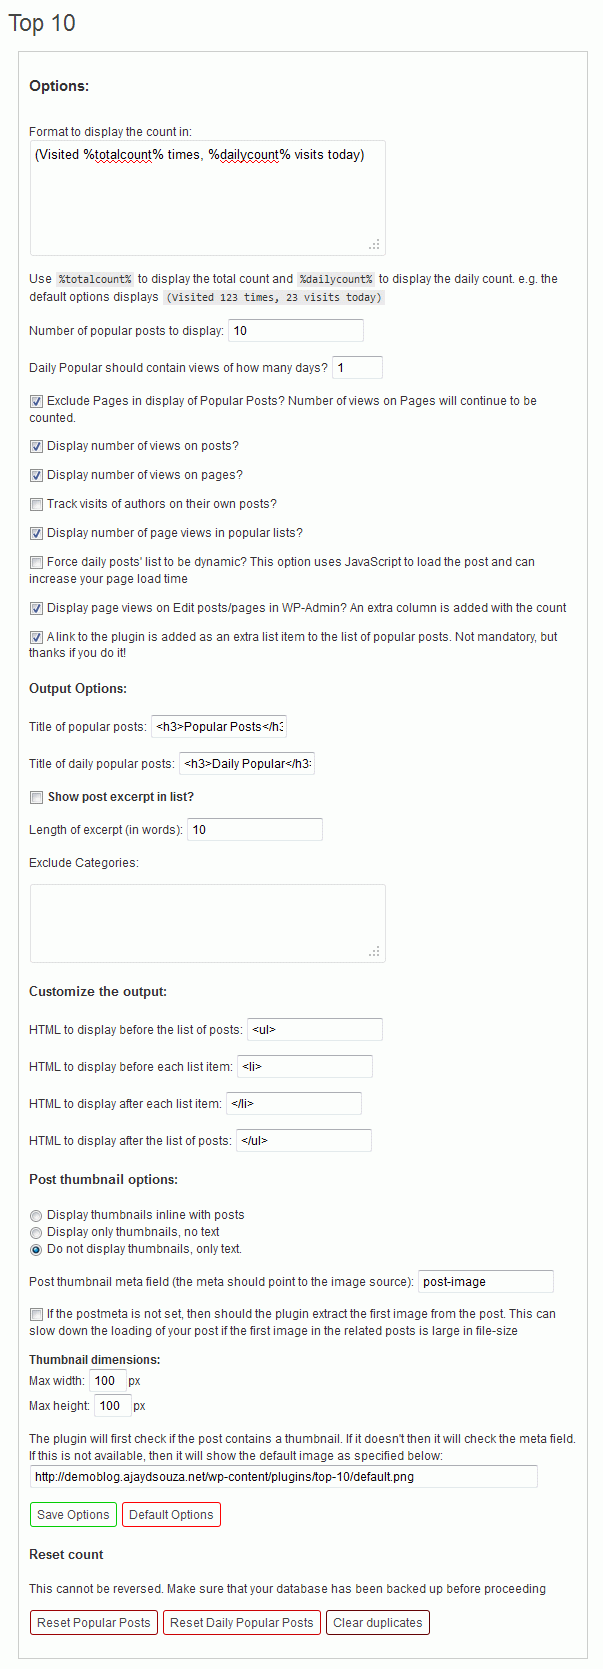 Top 10
Options:
Format to display the count in:
(Visited %totalcount% times, %dailycount% visits today)
Use %totalcount% to display the total count and %dailycount% to display the daily count. e.g. the
default options displays (Visited 123 times, 23 visits today)
Number of popular posts to display: 10
Daily Popular should contain views of how many days? 1
Exclude Pages in display of Popular Posts? Number of views on Pages will continue to be
counted.
Display number of views on posts?
Display number of views on pages?
Track visits of authors on their own posts?
Display number of page views in popular lists?
Force daily posts' list to be dynamic? This option uses JavaScript to load the post and can
increase your page load time
Display page views on Edit posts/pages in WP-Admin? An extra column is added with the count
A link to the plugin is added as an extra list item to the list of popular posts. Not mandatory, but
thanks if you do it!
Output Options:
Title of popular posts: <h3>Popular Posts</h3
Title of daily popular posts: <h3>Daily Popular</h3>
Show post excerpt in list?
Length of excerpt (in words): 10
Exclude Categories:
Customize the output:
HTML to display before the list of posts: <ul>
HTML to display before each list item: <li>
HTML to display after each list item: </li>
HTML to display after the list of posts: </ul>
Post thumbnail options:
Display thumbnails inline with posts
Display only thumbnails, no text
Do not display thumbnails, only text.
Post thumbnail meta field (the meta should point to the image source): post-image
If the postmeta is not set, then should the plugin extract the first image from the post. This can
slow down the loading of your post if the first image in the related posts is large in file-size
Thumbnail dimensions:
Max width: 100 px
Max height: 100 px
The plugin will first check if the post contains a thumbnail. If it doesn't then it will check the meta field.
If this is not available, then it will show the default image as specified below:
http://demoblog.ajaydsouza.net/wp-content/plugins/top-10/default.png
Save Options Default Options
Reset count
This cannot be reversed. Make sure that your database has been backed up before proceeding
Reset Popular Posts Reset Daily Popular Posts Clear duplicates